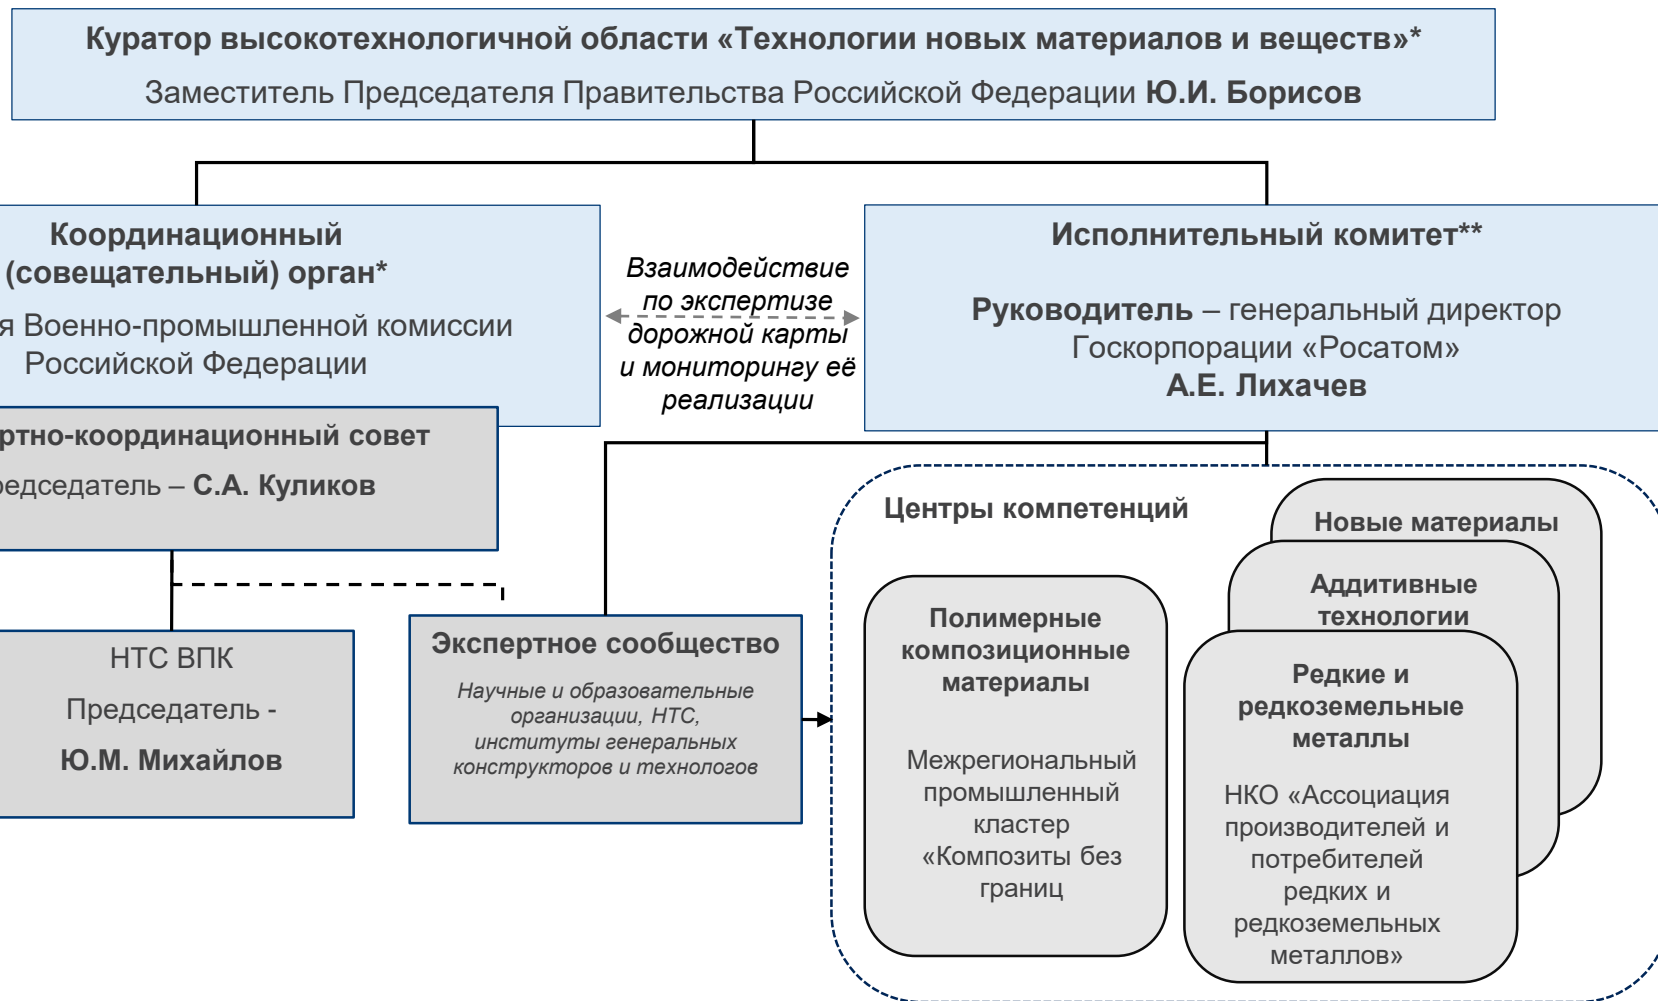 Куратор высокотехнологичной области «Технологии новых материалов и веществ»*
Заместитель Председателя Правительства Российской Федерации Ю.И. Борисов
Координационный
(совещательный) орган*
я Военно-промышленной комиссии
Российской Федерации
Взаимодействие
по экспертизе
дорожной карты
и мониторингу её
реализации
Исполнительный комитет**
Руководитель – генеральный директор
Госкорпорации «Росатом»
А.Е. Лихачев
ртно-координационный совет
редседатель – С.А. Куликов
НТС ВПК
Председатель -
Ю.М. Михайлов
Экспертное сообщество
Научные и образовательные
организации, НТС,
институты генеральных
конструкторов и технологов
Центры компетенций
Полимерные
композиционные
материалы
Межрегиональный
промышленный
кластер
«Композиты без
границ
Новые материалы
Аддитивные
технологии
Редкие и
редкоземельные
металлы
НКО «Ассоциация
производителей и
потребителей
редких и
редкоземельных
металлов»